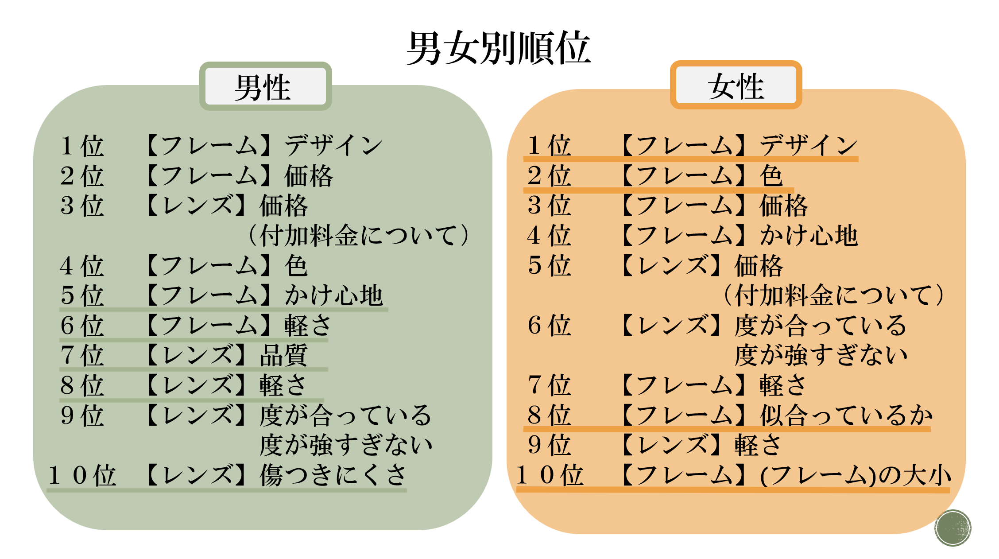 男女別順位
男性
１位　【フレーム】デザイン
２位　【フレーム】価格
３位　【レンズ】価格
（付加料金について）
４位　【フレーム】色
５位　【フレーム】かけ心地
６位　【フレーム】軽さ
７位　【レンズ】品質
８位　【レンズ】軽さ
９位　【レンズ】度が合っている
度が強すぎない
１０位　【レンズ】傷つきにくさ
女性
１位　【フレーム】デザイン
２位　【フレーム】色
３位　【フレーム】価格
４位　【フレーム】かけ心地
５位　【レンズ】価格
（付加料金について）
６位　【レンズ】度が合っている
度が強すぎない
７位　【フレーム】軽さ
８位　【フレーム】似合っているか
９位　【レンズ】軽さ
１０位　【フレーム】(フレーム)の大小